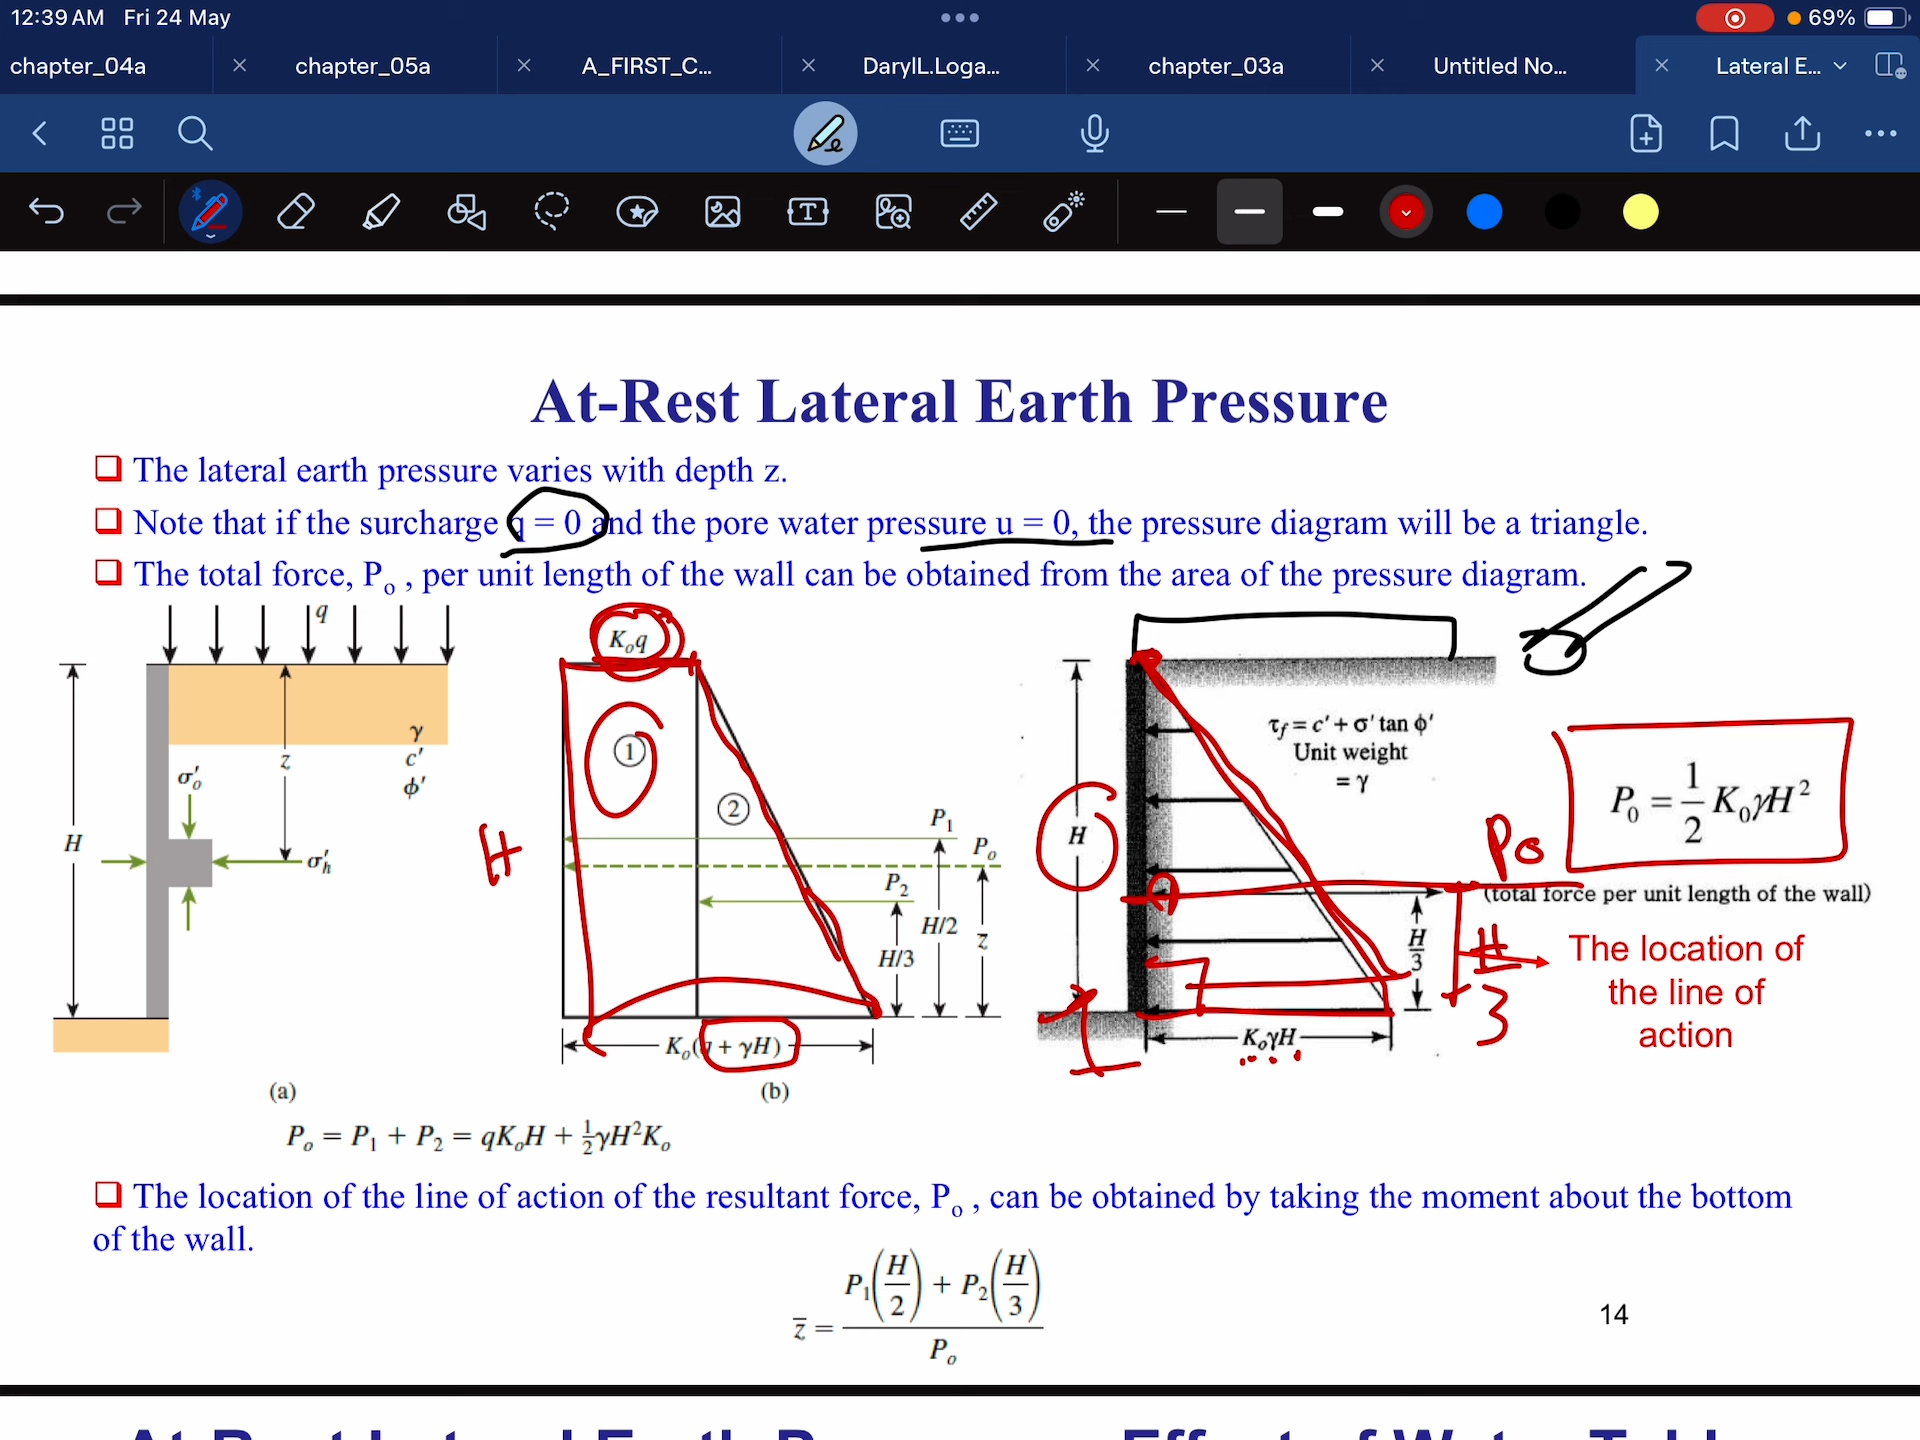 12:39 AM Fri 24 May
69%
chapter_04a
chapter_05a
A_FIRST_C...
DarylL.Loga...
chapter_03a
Untitled No...
Lateral E...
At-Rest Lateral Earth Pressure
The lateral earth pressure varies with depth z.
Note that if the surcharge q = 0 and the pore water pressure u = 0, the pressure diagram will be a triangle.
The total force, Pₒ , per unit length of the wall can be obtained from the area of the pressure diagram.
q
Kₒq
γ
c'
ϕ'
z
σ'ₒ
σ'ₕ
H
H
1
2
P₁
Pₒ
P₂
H/2
H/3
z̄
Kₒ(q + γH)
(a)
(b)
τf = c' + σ' tan ϕ'
Unit weight
= γ
H
P₀ = 1/2 K₀γH²
Po
(total force per unit length of the wall)
H/3
H/3
The location of
the line of
action
KₒγH
Pₒ = P₁ + P₂ = qKₒH + ½γH²Kₒ
The location of the line of action of the resultant force, Pₒ , can be obtained by taking the moment about the bottom
of the wall.
z̄ = (P₁(H/2) + P₂(H/3)) / Pₒ
14